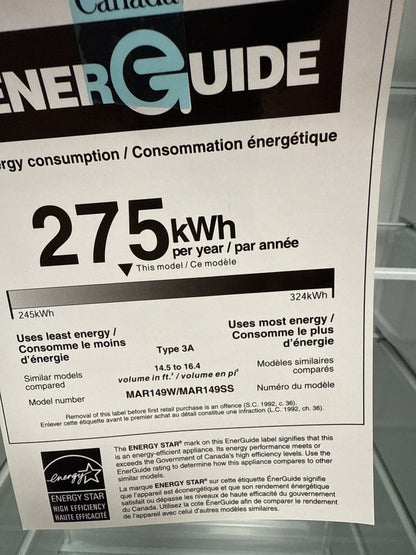 Canada
ENERGUIDE
Energy consumption / Consommation énergétique
275 kWh
per year / par année
This model / Ce modèle
245kWh
324kWh
Uses least energy /
Consomme le moins
d'énergie
Uses most energy /
Consomme le plus
d'énergie
Similar models
compared
Type 3A
14.5 to 16.4
volume in ft.³ / volume en pi³
Modèles similaires
comparés
Model number
MAR149W/MAR149SS
Numéro du modèle
Removal of this label before first retail purchase is an offence (S.C. 1992, c. 36).
Enlever cette étiquette avant le premier achat au détail constitue une infraction (L.C. 1992, ch. 36).
energy
ENERGY STAR
HIGH EFFICIENCY
HAUTE EFFICACITÉ
The ENERGY STAR® mark on this EnerGuide label signifies that this
is an energy-efficient appliance. Its energy performance meets or
exceeds the Government of Canada's high efficiency levels. Use the
EnerGuide rating to determine how this appliance compares to other
similar models.
La marque ENERGY STAR® sur cette étiquette ÉnerGuide signifie
que l'appareil est éconergétique et que son rendement énergétique
satisfait ou dépasse les niveaux de haute efficacité du gouvernement
du Canada. Utilisez la cote ÉnerGuide afin de comparer le rendement
de l'appareil avec celui d'autres modèles similaires.